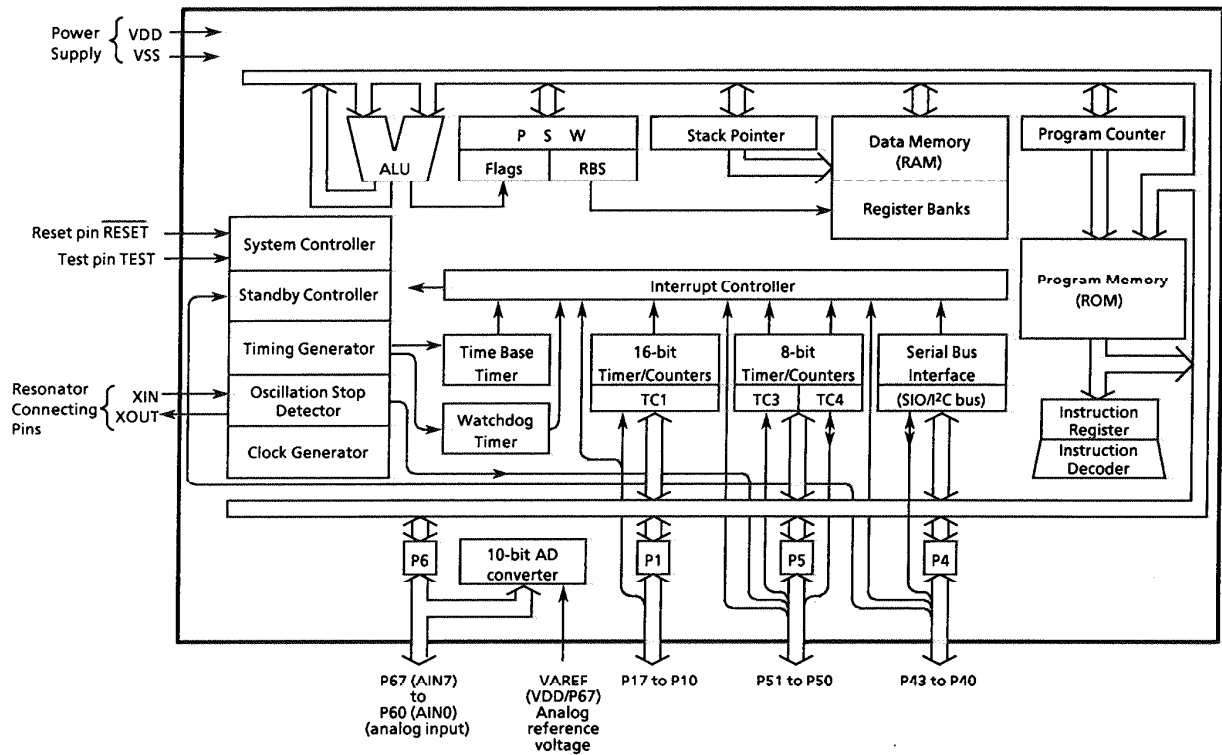 Power
Supply
VDD
VSS
ALU
P S W
Flags
RBS
Stack Pointer
Data Memory
(RAM)
Register Banks
Program Counter
Reset pin RESET
Test pin TEST
System Controller
Standby Controller
Timing Generator
Oscillation Stop
Detector
Clock Generator
Interrupt Controller
Program Memory
(ROM)
Time Base
Timer
Watchdog
Timer
16-bit
Timer/Counters
TC1
8-bit
Timer/Counters
TC3
TC4
Serial Bus
Interface
(SIO/I²C bus)
Instruction
Register
Instruction
Decoder
Resonator
Connecting
Pins
XIN
XOUT
P6
10-bit AD
converter
P1
P5
P4
P67 (AIN7)
to
P60 (AIN0)
(analog input)
VAREF
(VDD/P67)
Analog
reference
voltage
P17 to P10
P51 to P50
P43 to P40